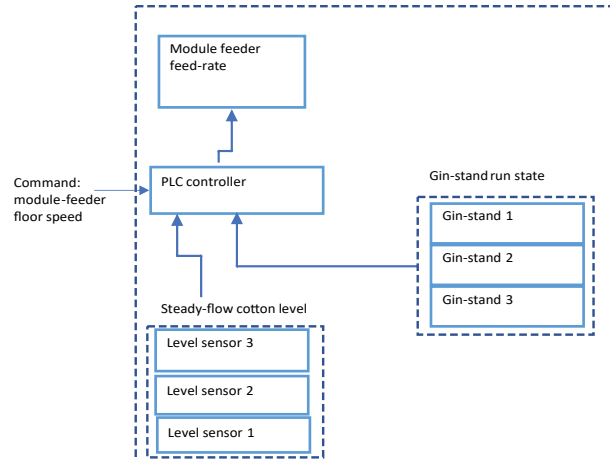 Module feeder
feed-rate
Command:
module-feeder
floor speed
PLC controller
Gin-stand run state
Gin-stand 1
Gin-stand 2
Gin-stand 3
Steady-flow cotton level
Level sensor 3
Level sensor 2
Level sensor 1